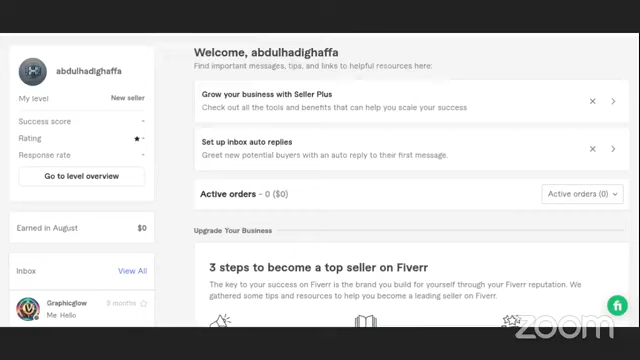 abdulhadighaffa
My level
New seller
Success score
-
Rating
-
Response rate
-
Go to level overview
Earned in August
$0
Inbox
View All
Graphicglow
9 months
Me: Hello
Welcome, abdulhadighaffa
Find important messages, tips, and links to helpful resources here:
Grow your business with Seller Plus
Check out all the tools and benefits that can help you scale your success
Set up inbox auto replies
Greet new potential buyers with an auto reply to their first message.
Active orders - 0 ($0)
Active orders (0)
Upgrade Your Business
3 steps to become a top seller on Fiverr
The key to your success on Fiverr is the brand you build for yourself through your Fiverr reputation. We
gathered some tips and resources to help you become a leading seller on Fiverr.
fi
zoom